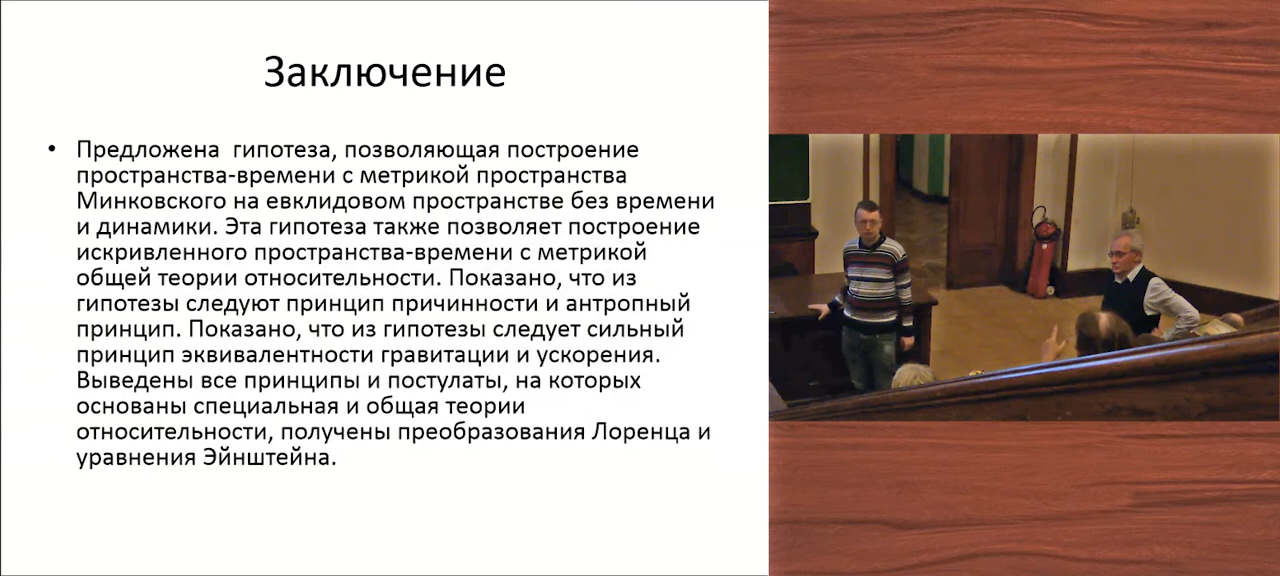 Заключение
• Предложена  гипотеза, позволяющая построение
пространства-времени с метрикой пространства
Минковского на евклидовом пространстве без времени
и динамики. Эта гипотеза также позволяет построение
искривленного пространства-времени с метрикой
общей теории относительности. Показано, что из
гипотезы следуют принцип причинности и антропный
принцип. Показано, что из гипотезы следует сильный
принцип эквивалентности гравитации и ускорения.
Выведены все принципы и постулаты, на которых
основаны специальная и общая теории
относительности, получены преобразования Лоренца и
уравнения Эйнштейна.